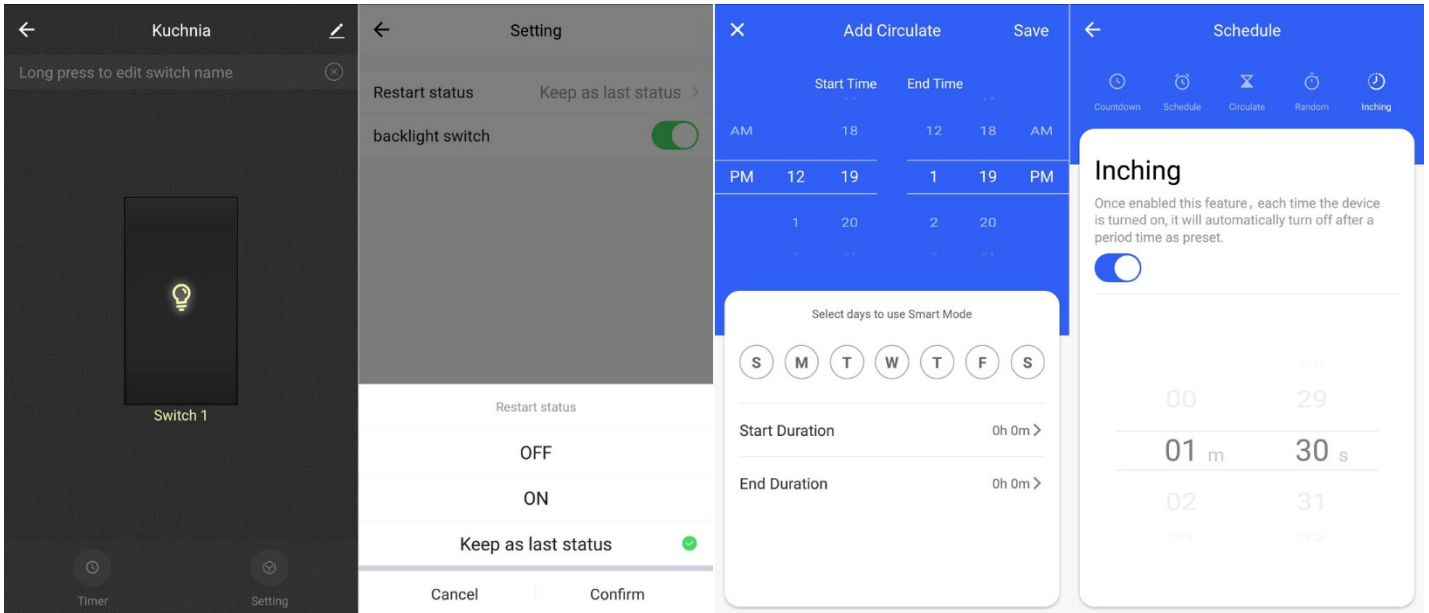 Kuchnia
Long press to edit switch name
Switch 1
Timer
Setting
Setting
Restart status Keep as last status
backlight switch
Restart status
OFF
ON
Keep as last status
Cancel Confirm
Add Circulate Save
Start Time End Time
AM 18 12 18 AM
PM 12 19 1 19 PM
1 20 2 20
Select days to use Smart Mode
S M T W T F S
Start Duration 0h 0m
End Duration 0h 0m
Schedule
Countdown Schedule Circulate Random Inching
Inching
Once enabled this feature, each time the device
is turned on, it will automatically turn off after a
period time as preset.
00 29
01 m 30 s
02 31